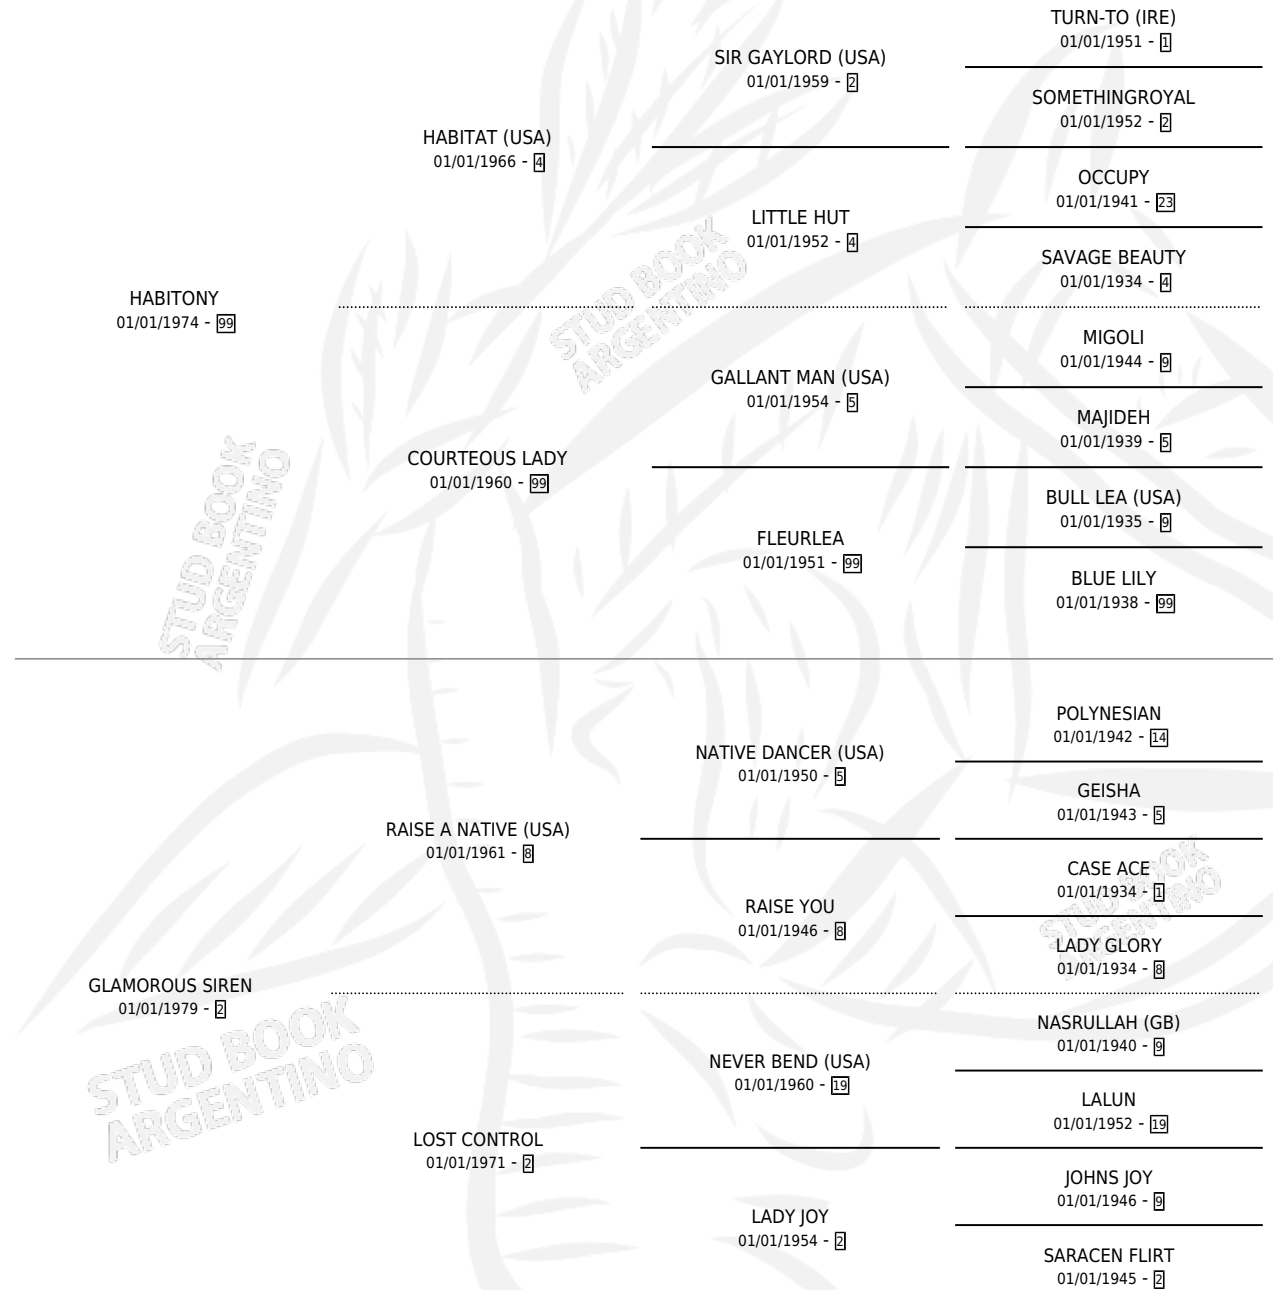 TURN-TO (IRE)
01/01/1951 - 1
SIR GAYLORD (USA)
01/01/1959 - 2
SOMETHINGROYAL
01/01/1952 - 2
HABITAT (USA)
01/01/1966 - 4
OCCUPY
01/01/1941 - 23
LITTLE HUT
01/01/1952 - 4
SAVAGE BEAUTY
01/01/1934 - 4
HABITONY
01/01/1974 - 99
MIGOLI
01/01/1944 - 9
GALLANT MAN (USA)
01/01/1954 - 5
MAJIDEH
01/01/1939 - 5
COURTEOUS LADY
01/01/1960 - 99
BULL LEA (USA)
01/01/1935 - 9
FLEURLEA
01/01/1951 - 99
BLUE LILY
01/01/1938 - 99
POLYNESIAN
01/01/1942 - 14
NATIVE DANCER (USA)
01/01/1950 - 5
GEISHA
01/01/1943 - 5
RAISE A NATIVE (USA)
01/01/1961 - 8
CASE ACE
01/01/1934 - 1
RAISE YOU
01/01/1946 - 8
LADY GLORY
01/01/1934 - 8
GLAMOROUS SIREN
01/01/1979 - 2
NASRULLAH (GB)
01/01/1940 - 9
NEVER BEND (USA)
01/01/1960 - 19
LALUN
01/01/1952 - 19
LOST CONTROL
01/01/1971 - 2
JOHNS JOY
01/01/1946 - 9
LADY JOY
01/01/1954 - 2
SARACEN FLIRT
01/01/1945 - 2
STUD BOOK
ARGENTINO
STUD BOOK
ARGENTINO
STUD BOOK
ARGENTINO
STUD BOOK
ARGENTINO